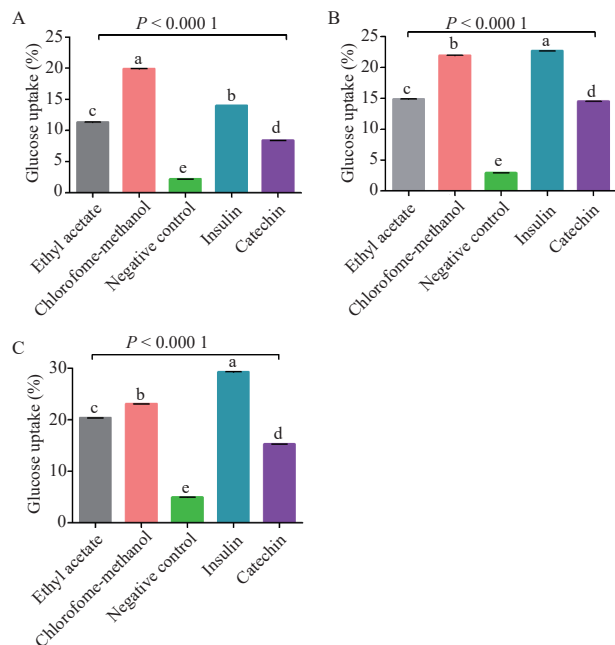 A
P < 0.000 1
Glucose uptake (%)
25
20
15
10
5
0
c
a
e
b
d
Ethyl acetate
Chlorofome-methanol
Negative control
Insulin
Catechin
B
P < 0.000 1
Glucose uptake (%)
25
20
15
10
5
0
c
b
e
a
d
Ethyl acetate
Chlorofome-methanol
Negative control
Insulin
Catechin
C
P < 0.000 1
Glucose uptake (%)
30
20
10
0
c
b
e
a
d
Ethyl acetate
Chlorofome-methanol
Negative control
Insulin
Catechin